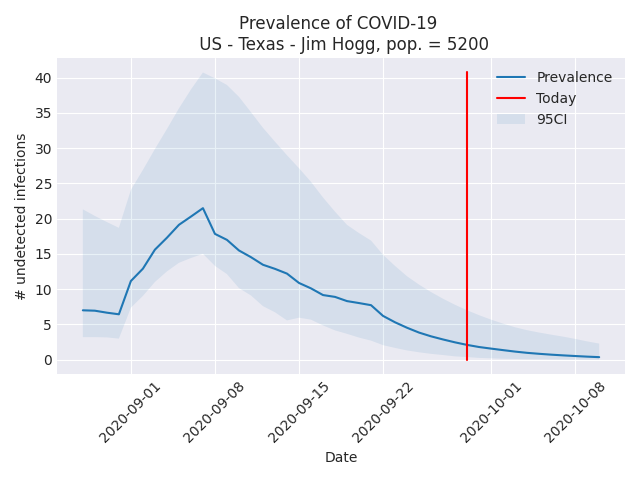 Prevalence of COVID-19
US - Texas - Jim Hogg, pop. = 5200
# undetected infections
40
35
30
25
20
15
10
5
0
Prevalence
Today
95CI
2020-09-01
2020-09-08
2020-09-15
2020-09-22
2020-10-01
2020-10-08
Date